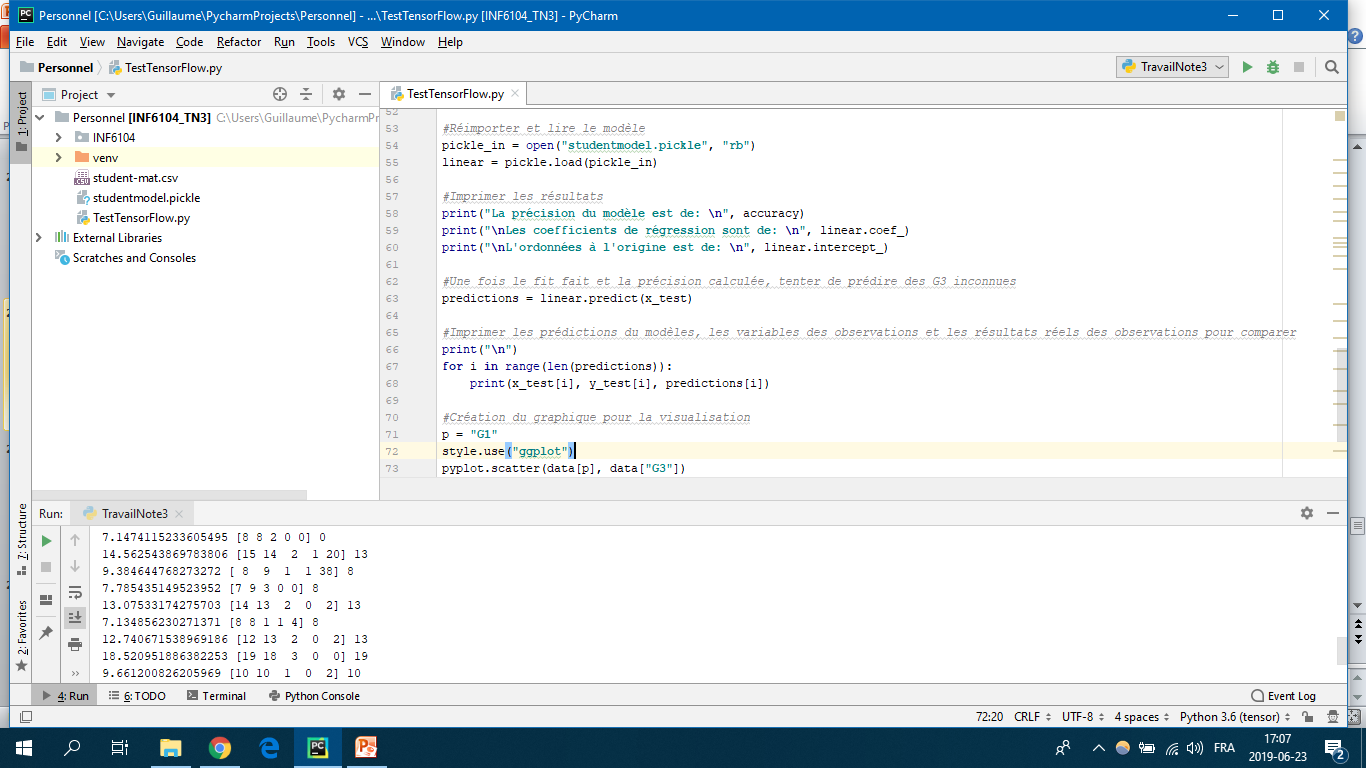 Personnel [C:\Users\Guillaume\PycharmProjects\Personnel] - ...\TestTensorFlow.py [INF6104_TN3] - PyCharm
File Edit View Navigate Code Refactor Run Tools VCS Window Help
Personnel TestTensorFlow.py TravailNote3
1: Project
Project
Personnel [INF6104_TN3] C:\Users\Guillaume\PycharmPr
INF6104
venv
student-mat.csv
studentmodel.pickle
TestTensorFlow.py
External Libraries
Scratches and Consoles
TestTensorFlow.py
52
53 #Réimporter et lire le modèle
54 pickle_in = open("studentmodel.pickle", "rb")
55 linear = pickle.load(pickle_in)
56
57 #Imprimer les résultats
58 print("La précision du modèle est de: \n", accuracy)
59 print("\nLes coefficients de régression sont de: \n", linear.coef_)
60 print("\nL'ordonnées à l'origine est de: \n", linear.intercept_)
61
62 #Une fois le fit fait et la précision calculée, tenter de prédire des G3 inconnues
63 predictions = linear.predict(x_test)
64
65 #Imprimer les prédictions du modèles, les variables des observations et les résultats réels des observations pour comparer
66 print("\n")
67 for i in range(len(predictions)):
68 print(x_test[i], y_test[i], predictions[i])
69
70 #Création du graphique pour la visualisation
71 p = "G1"
72 style.use("ggplot")
73 pyplot.scatter(data[p], data["G3"])
7: Structure
2: Favorites
Run: TravailNote3
7.1474115233605495 [8 8 2 0 0] 0
14.562543869783806 [15 14  2  1 20] 13
9.384644768273272 [ 8  9  1  1 38] 8
7.785435149523952 [7 9 3 0 0] 8
13.07533174275703 [14 13  2  0  2] 13
7.134856230271371 [8 8 1 1 4] 8
12.740671538969186 [12 13  2  0  2] 13
18.520951886382253 [19 18  3  0  0] 19
9.661200826205969 [10 10  1  0  2] 10
4: Run 6: TODO Terminal Python Console Event Log
72:20 CRLF UTF-8 4 spaces Python 3.6 (tensor)
FRA 17:07
2019-06-23 2